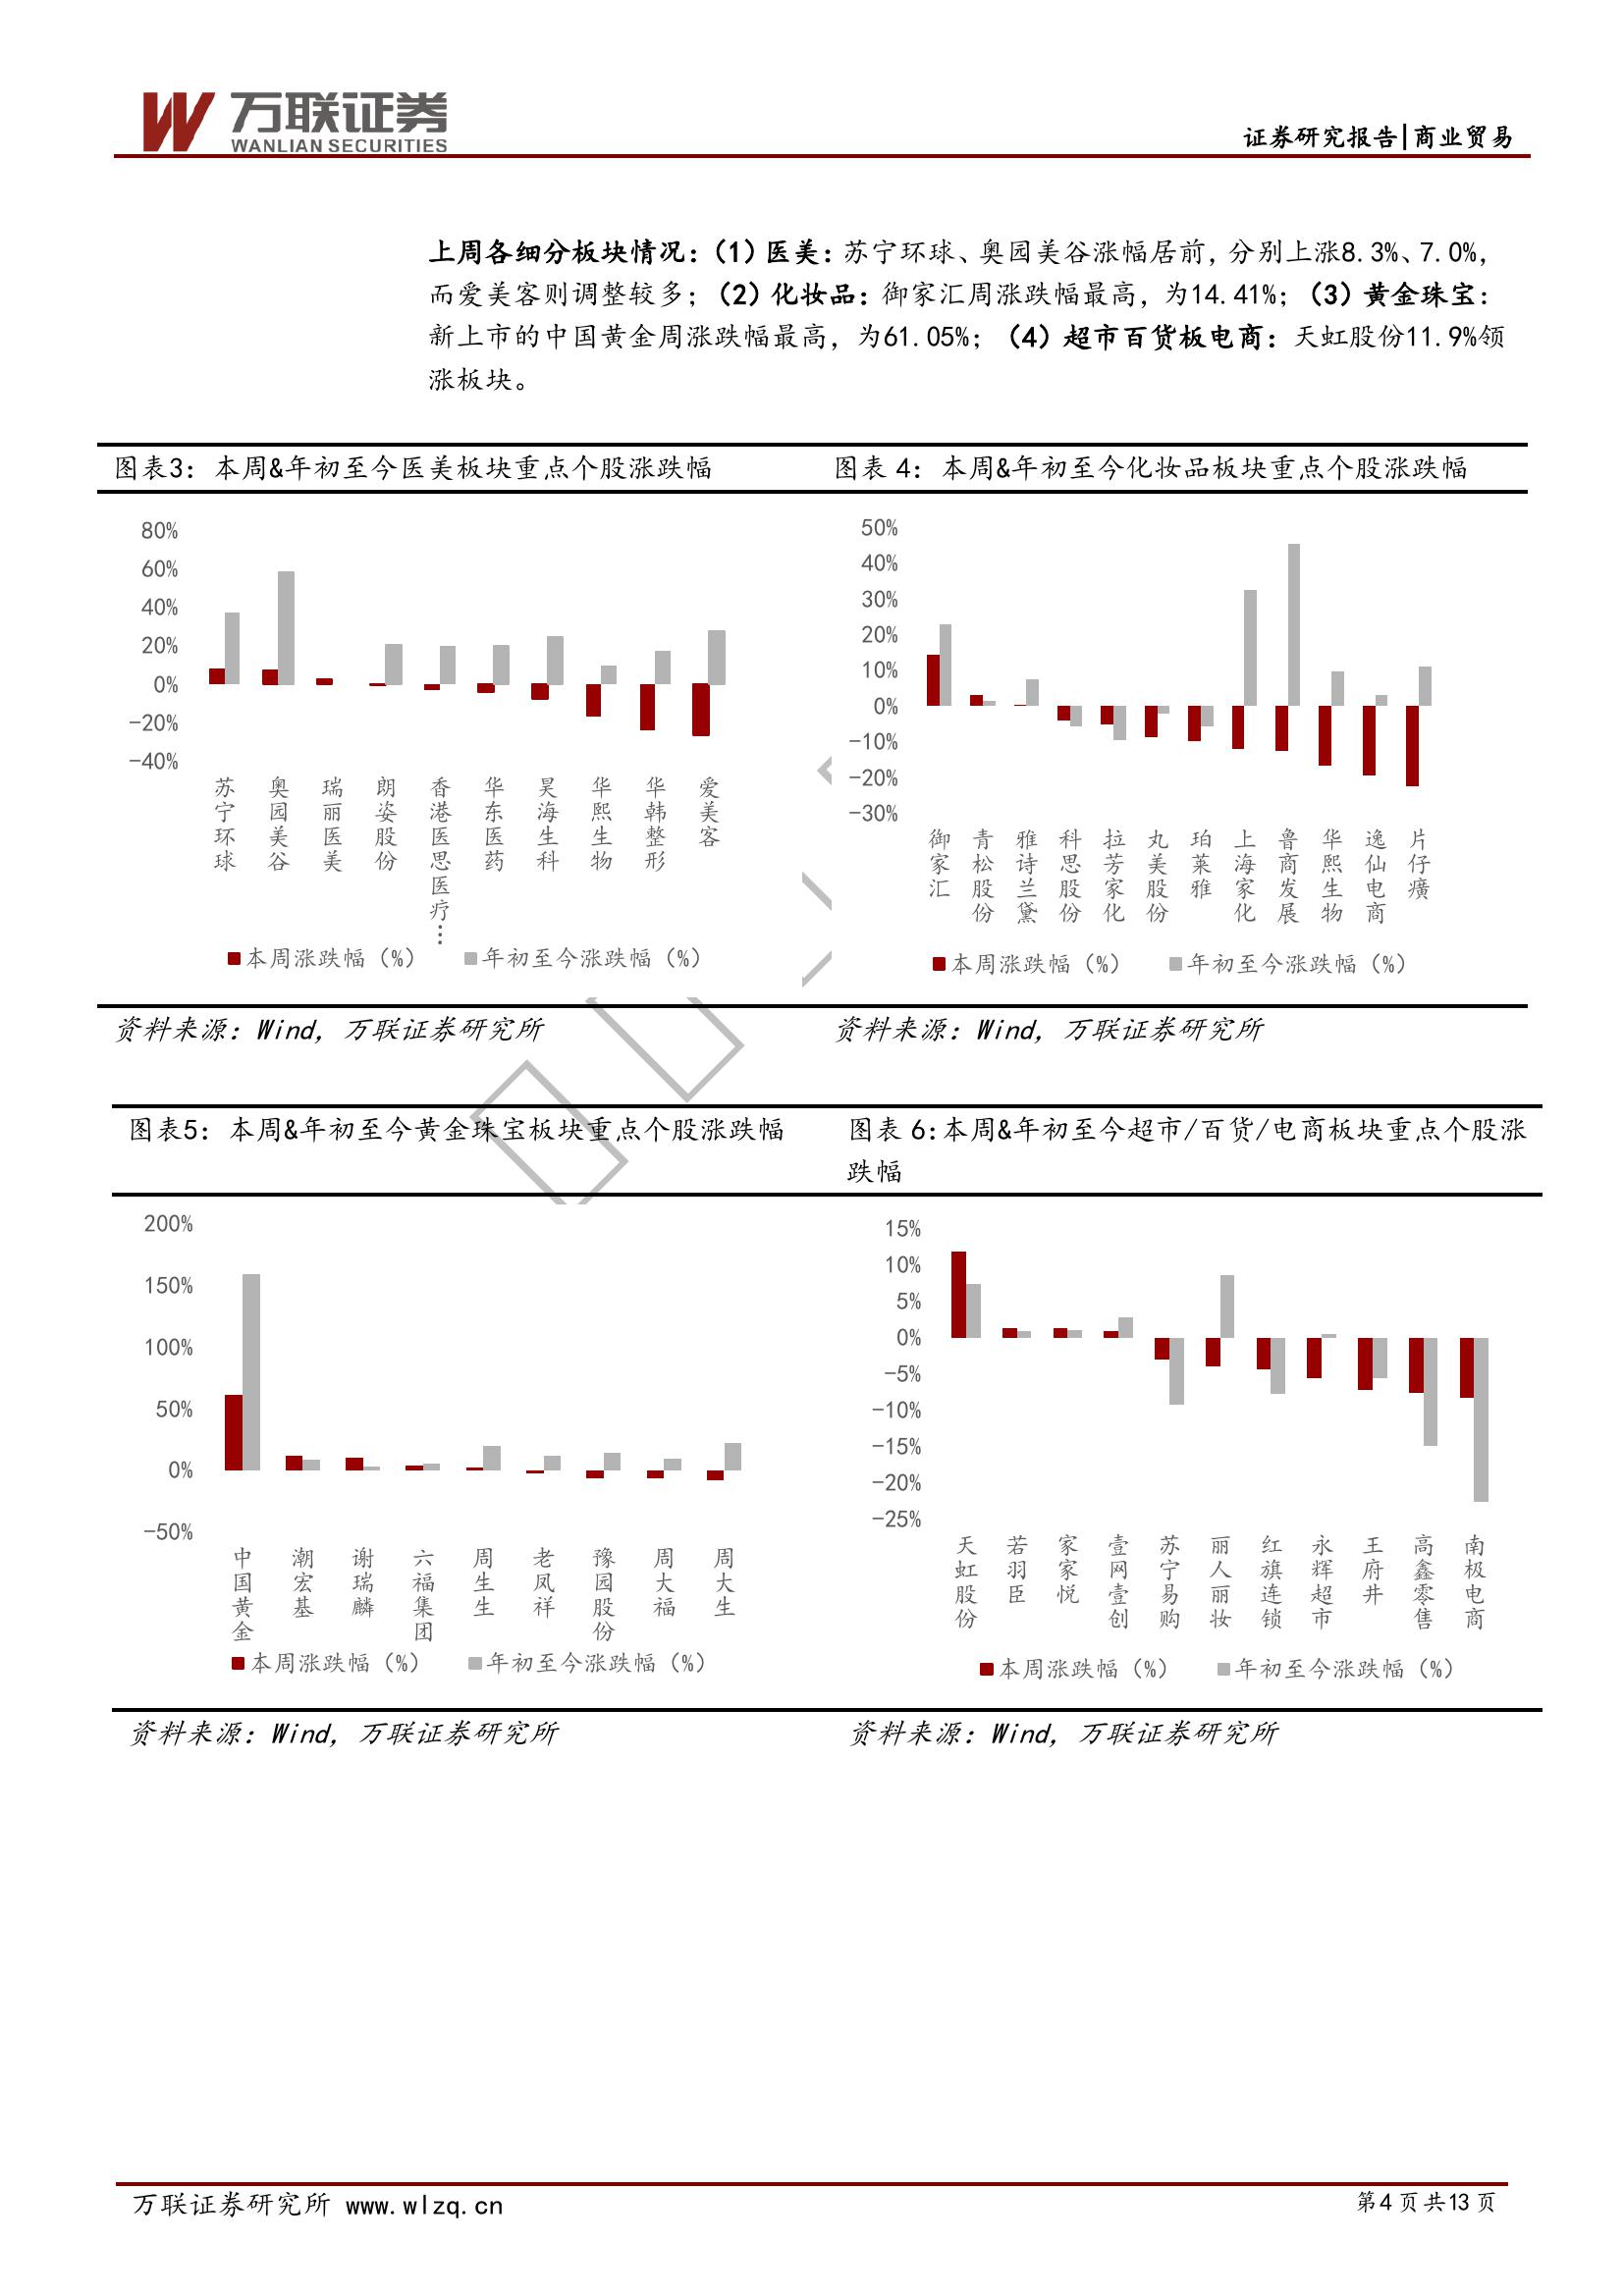 万联证券
WANLIAN SECURITIES
证券研究报告|商业贸易
上周各细分板块情况：（1）医美：苏宁环球、奥园美谷涨幅居前，分别上涨8.3%、7.0%，
而爱美客则调整较多；（2）化妆品：御家汇周涨跌幅最高，为14.41%；（3）黄金珠宝：
新上市的中国黄金周涨跌幅最高，为61.05%；（4）超市百货板电商：天虹股份11.9%领
涨板块。
图表3：本周&年初至今医美板块重点个股涨跌幅
80%
60%
40%
20%
0%
-20%
-40%
苏宁环球
奥园美谷
瑞丽医美
朗姿股份
香港医思医疗…
华东医药
昊海生科
华熙生物
华韩整形
爱美客
本周涨跌幅（%）
年初至今涨跌幅（%）
资料来源：Wind，万联证券研究所
图表 4：本周&年初至今化妆品板块重点个股涨跌幅
50%
40%
30%
20%
10%
0%
-10%
-20%
-30%
御家汇
青松股份
雅诗兰黛
科思股份
拉芳家化
丸美股份
珀莱雅
上海家化
鲁商发展
华熙生物
逸仙电商
片仔癀
本周涨跌幅（%）
年初至今涨跌幅（%）
资料来源：Wind，万联证券研究所
图表5：本周&年初至今黄金珠宝板块重点个股涨跌幅
200%
150%
100%
50%
0%
-50%
中国黄金
潮宏基
谢瑞麟
六福集团
周生生
老凤祥
豫园股份
周大福
周大生
本周涨跌幅（%）
年初至今涨跌幅（%）
资料来源：Wind，万联证券研究所
图表 6：本周&年初至今超市/百货/电商板块重点个股涨
跌幅
15%
10%
5%
0%
-5%
-10%
-15%
-20%
-25%
天虹股份
若羽臣
家家悦
壹网壹创
苏宁易购
丽人丽妆
红旗连锁
永辉超市
王府井
高鑫零售
南极电商
本周涨跌幅（%）
年初至今涨跌幅（%）
资料来源：Wind，万联证券研究所
万联证券研究所 www.wlzq.cn
第 4 页 共 13 页